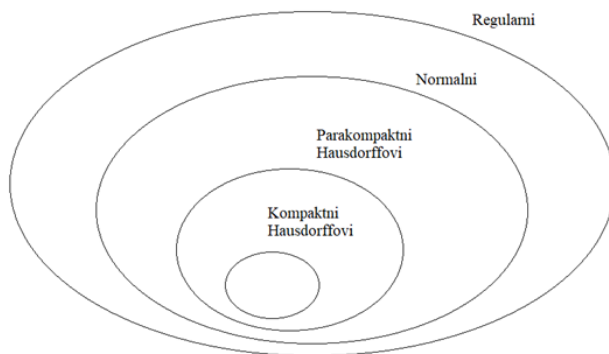 Regularni
Normalni
Parakompaktni
Hausdorffovi
Kompaktni
Hausdorffovi